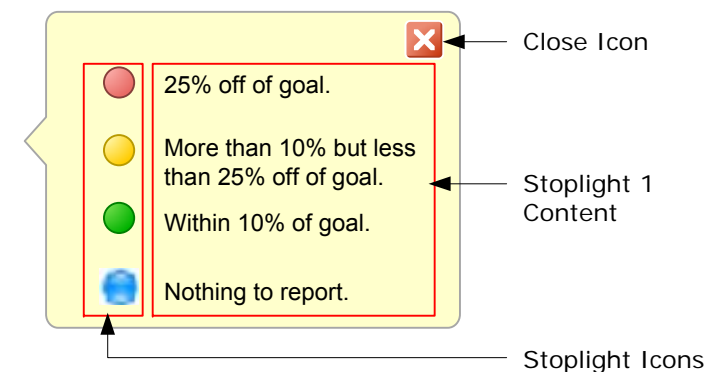 Close Icon
25% off of goal.
More than 10% but less
than 25% off of goal.
Stoplight 1
Content
Within 10% of goal.
Nothing to report.
Stoplight Icons